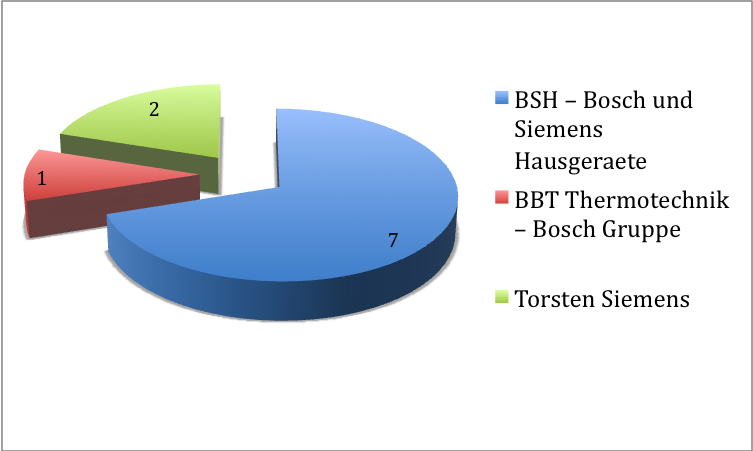 2
1
7
BSH – Bosch und
Siemens
Hausgeraete
BBT Thermotechnik
– Bosch Gruppe
Torsten Siemens